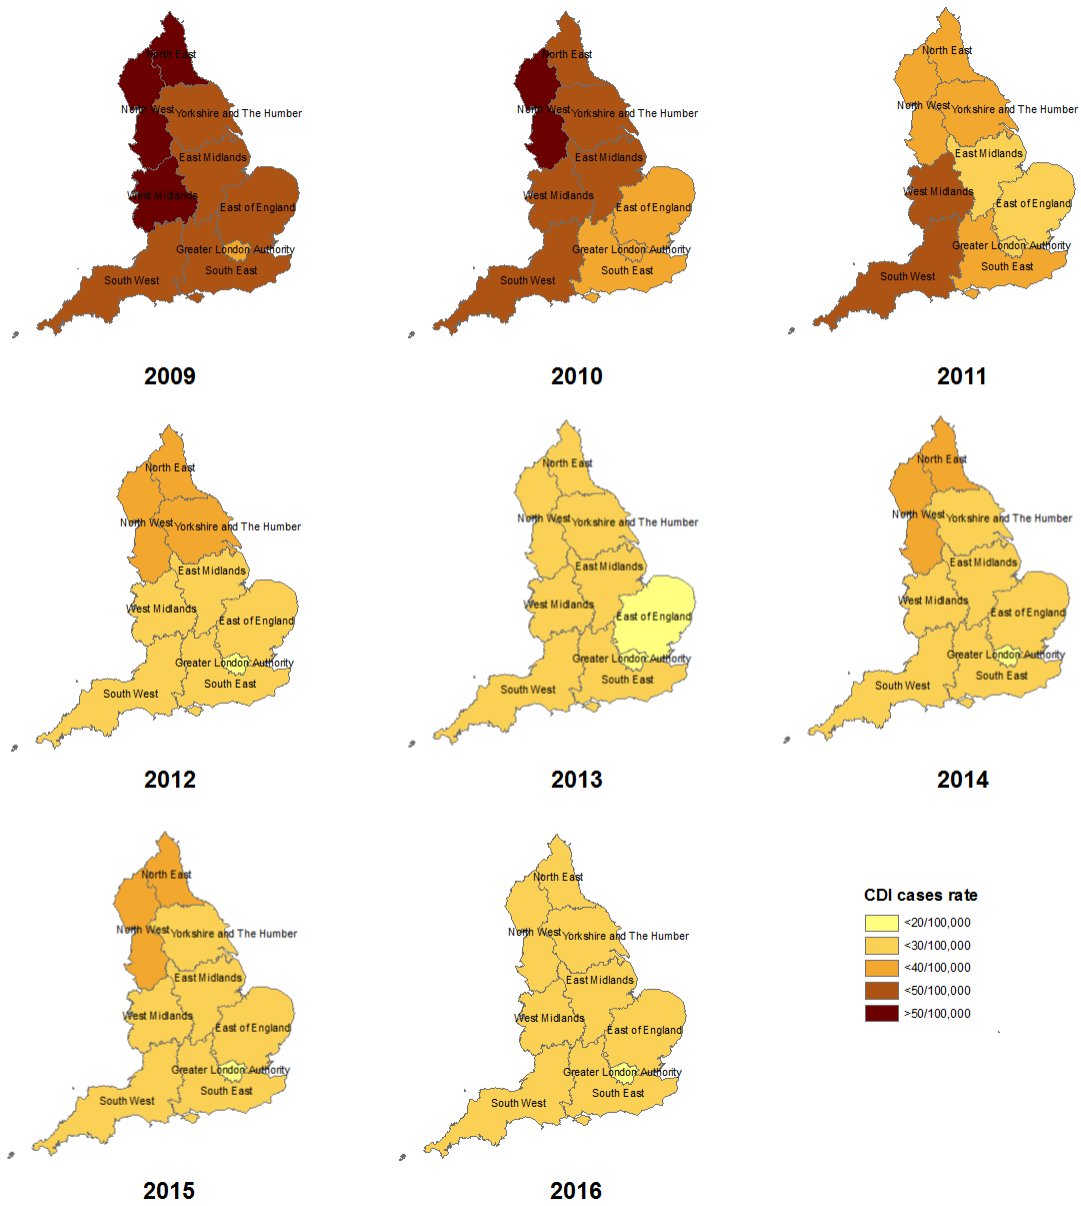 North East
North West
Yorkshire and The Humber
East Midlands
West Midlands
East of England
Greater London Authority
South East
South West
2009
North East
North West
Yorkshire and The Humber
East Midlands
West Midlands
East of England
Greater London Authority
South East
South West
2010
North East
North West
Yorkshire and The Humber
East Midlands
West Midlands
East of England
Greater London Authority
South East
South West
2011
North East
North West
Yorkshire and The Humber
East Midlands
West Midlands
East of England
Greater London Authority
South East
South West
2012
North East
North West
Yorkshire and The Humber
East Midlands
West Midlands
East of England
Greater London Authority
South East
South West
2013
North East
North West
Yorkshire and The Humber
East Midlands
West Midlands
East of England
Greater London Authority
South East
South West
2014
North East
North West
Yorkshire and The Humber
East Midlands
West Midlands
East of England
Greater London Authority
South East
South West
2015
North East
North West
Yorkshire and The Humber
East Midlands
West Midlands
East of England
Greater London Authority
South East
South West
2016
CDI cases rate
<20/100,000
<30/100,000
<40/100,000
<50/100,000
>50/100,000